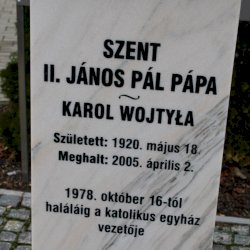 SZENT
II. JÁNOS PÁL PÁPA
~
KAROL WOJTYŁA
Született: 1920. május 18.
Meghalt: 2005. április 2.
1978. október 16-tól
haláláig a katolikus egyház
vezetője